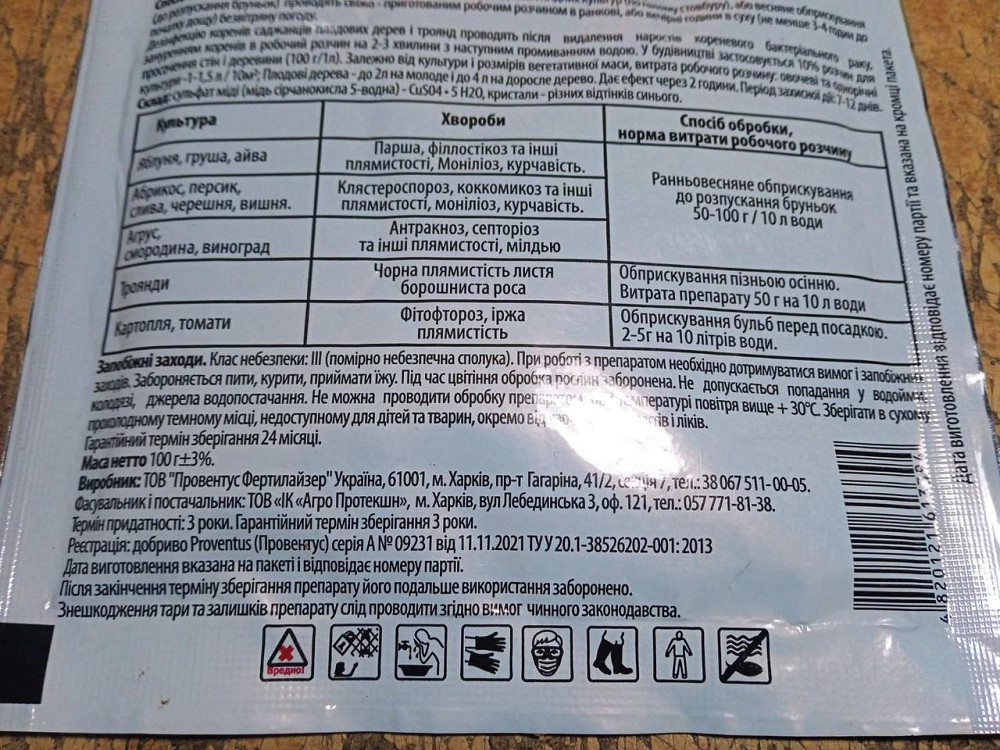 (до розпускання бруньок) проводять свіжо - приготованим робочим розчином в ранкові, або вечірні години в суху (не менше 3-4 годин до
початку дощу) безвітряну погоду.
Дезінфекцію коренів саджанців плодових дерев і троянд проводять після видалення наростів кореневого бактеріального раку,
зануренням коренів в робочий розчин на 2-3 хвилини з наступним промиванням водою. У будівництві застосовується 10% розчин для
просочення стін і деревини (100 г/1л). Залежно від культури і розмірів вегетативної маси, витрата робочого розчину: овочеві та однорічні
культури -1-1,5 л / 10м²; Плодові дерева - до 2л на молоде і до 4 л на доросле дерево. Дає ефект через 2 години. Період захисної дії: 7-12 днів.
Склад: сульфат міді (мідь сірчанокисла 5-водна) - CuSO4 • 5 H2O, кристали - різних відтінків синього.
Культура
Хвороби
Спосіб обробки,
норма витрати робочого розчину
Яблуня, груша, айва
Парша, філлостікоз та інші
плямистості, Моніліоз, курчавість.
Ранньовесняне обприскування
до розпускання бруньок
50-100 г / 10 л води
Абрикос, персик,
слива, черешня, вишня.
Клястероспороз, коккомикоз та інші
плямистості, моніліоз, курчавість.
Агрус,
смородина, виноград
Антракноз, септоріоз
та інші плямистості, мілдью
Троянди
Чорна плямистість листя
борошниста роса
Обприскування пізньою осінню.
Витрата препарату 50 г на 10 л води
Картопля, томати
Фітофтороз, іржа
плямистість
Обприскування бульб перед посадкою.
2-5г на 10 літрів води.
Запобіжні заходи. Клас небезпеки: III (помірно небезпечна сполука). При роботі з препаратом необхідно дотримуватися вимог і запобіжних
заходів. Забороняється пити, курити, приймати їжу. Під час цвітіння обробка рослин заборонена. Не допускається попадання у водойми,
колодязі, джерела водопостачання. Не можна проводити обробку температурі повітря вище + 30°C. Зберігати в сухому
прохолодному темному місці, недоступному для дітей та тварин, окремо від і ліків.
Гарантійний термін зберігання 24 місяці.
Маса нетто 100 г±3%.
Виробник: ТОВ "Провентус Фертилайзер" Україна, 61001, м. Харків, пр-т Гагаріна, 41/2, секція 7, тел.: 38 067 511- 00-05.
Фасувальник і постачальник: ТОВ «ІК «Агро Протекшн», м. Харків, вул Лебединська 3, оф. 121, тел.: 057 771-81-38.
Термін придатності: 3 роки. Гарантійний термін зберігання 3 роки.
Реєстрація: добриво Proventus (Провентус) серія А № 09231 від 11.11.2021 ТУ У 20.1-38526202-001: 2013
Дата виготовлення вказана на пакеті і відповідає номеру партії.
Після закінчення терміну зберігання препарату його подальше використання заборонено.
Знешкодження тари та залишків препарату слід проводити згідно вимог чинного законодавства.
Вредно!
Дата виготовлення відповідає номеру партії та вказана на кромці пакета.